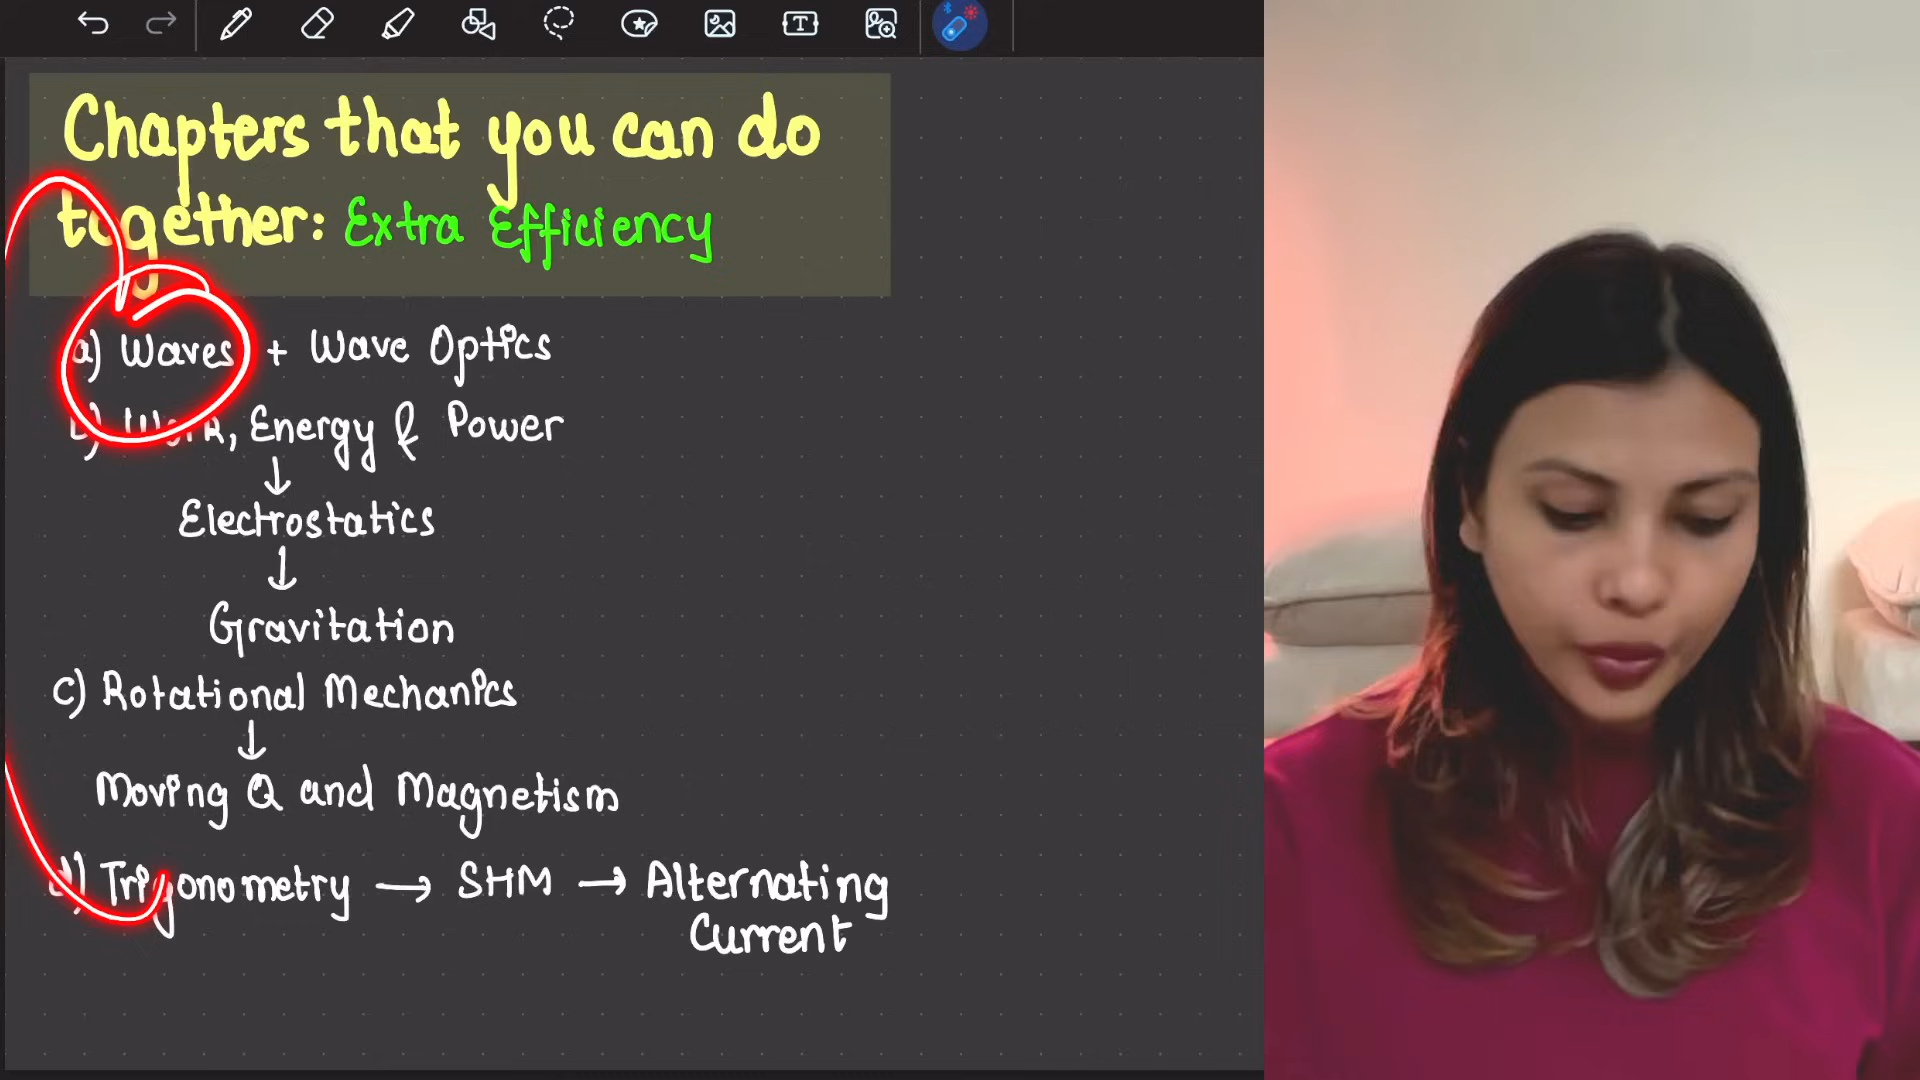 Chapters that you can do
together: Extra Efficiency
a) Waves + Wave Optics
b) Work, Energy & Power
↓
Electrostatics
↓
Gravitation
c) Rotational Mechanics
↓
Moving Q and Magnetism
d) Trigonometry → SHM → Alternating
Current